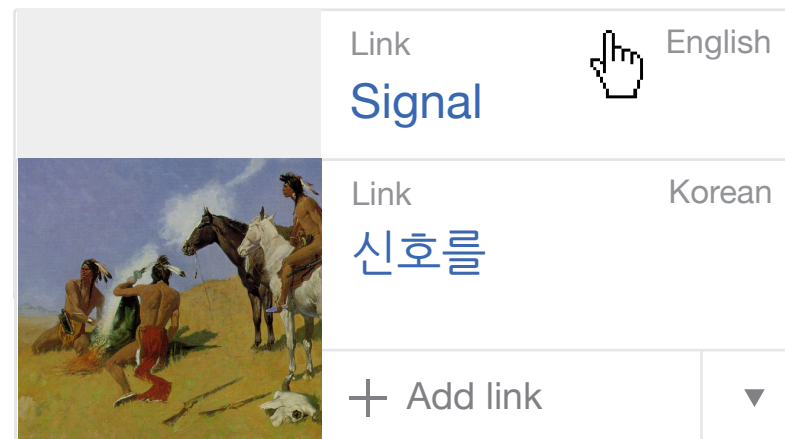 Link English
Signal
Link Korean
신호를
+ Add link